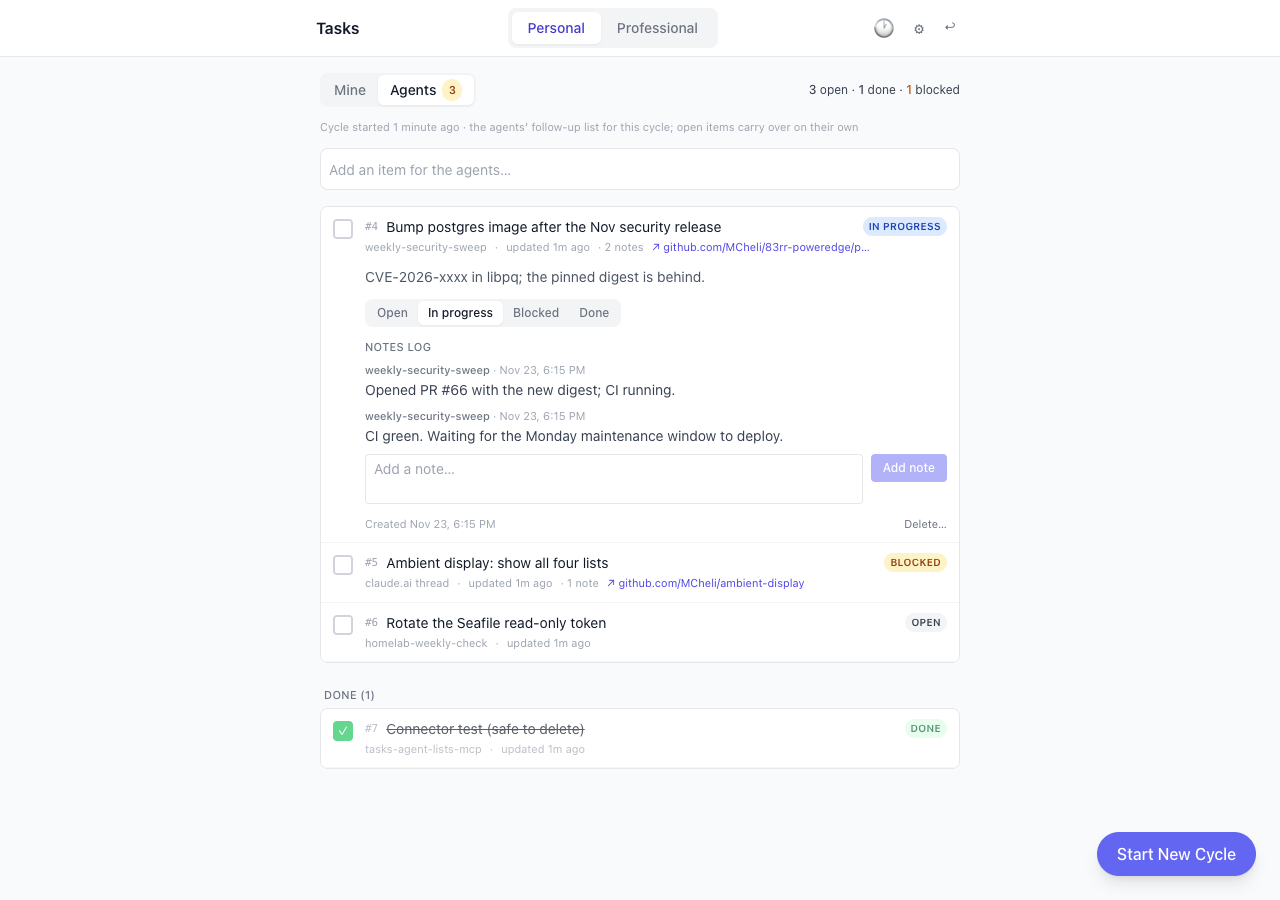 Tasks
Personal
Professional
Mine
Agents 3
3 open · 1 done · 1 blocked
Cycle started 1 minute ago · the agents' follow-up list for this cycle; open items carry over on their own
Add an item for the agents...
#4 Bump postgres image after the Nov security release
IN PROGRESS
weekly-security-sweep · updated 1m ago · 2 notes ↗ github.com/MCheli/83rr-poweredge/p...
CVE-2026-xxxx in libpq; the pinned digest is behind.
Open
In progress
Blocked
Done
NOTES LOG
weekly-security-sweep · Nov 23, 6:15 PM
Opened PR #66 with the new digest; CI running.
weekly-security-sweep · Nov 23, 6:15 PM
CI green. Waiting for the Monday maintenance window to deploy.
Add a note...
Add note
Created Nov 23, 6:15 PM
Delete...
#5 Ambient display: show all four lists
BLOCKED
claude.ai thread · updated 1m ago · 1 note ↗ github.com/MCheli/ambient-display
#6 Rotate the Seafile read-only token
OPEN
homelab-weekly-check · updated 1m ago
DONE (1)
#7 Connector test (safe to delete)
DONE
tasks-agent-lists-mcp · updated 1m ago
Start New Cycle